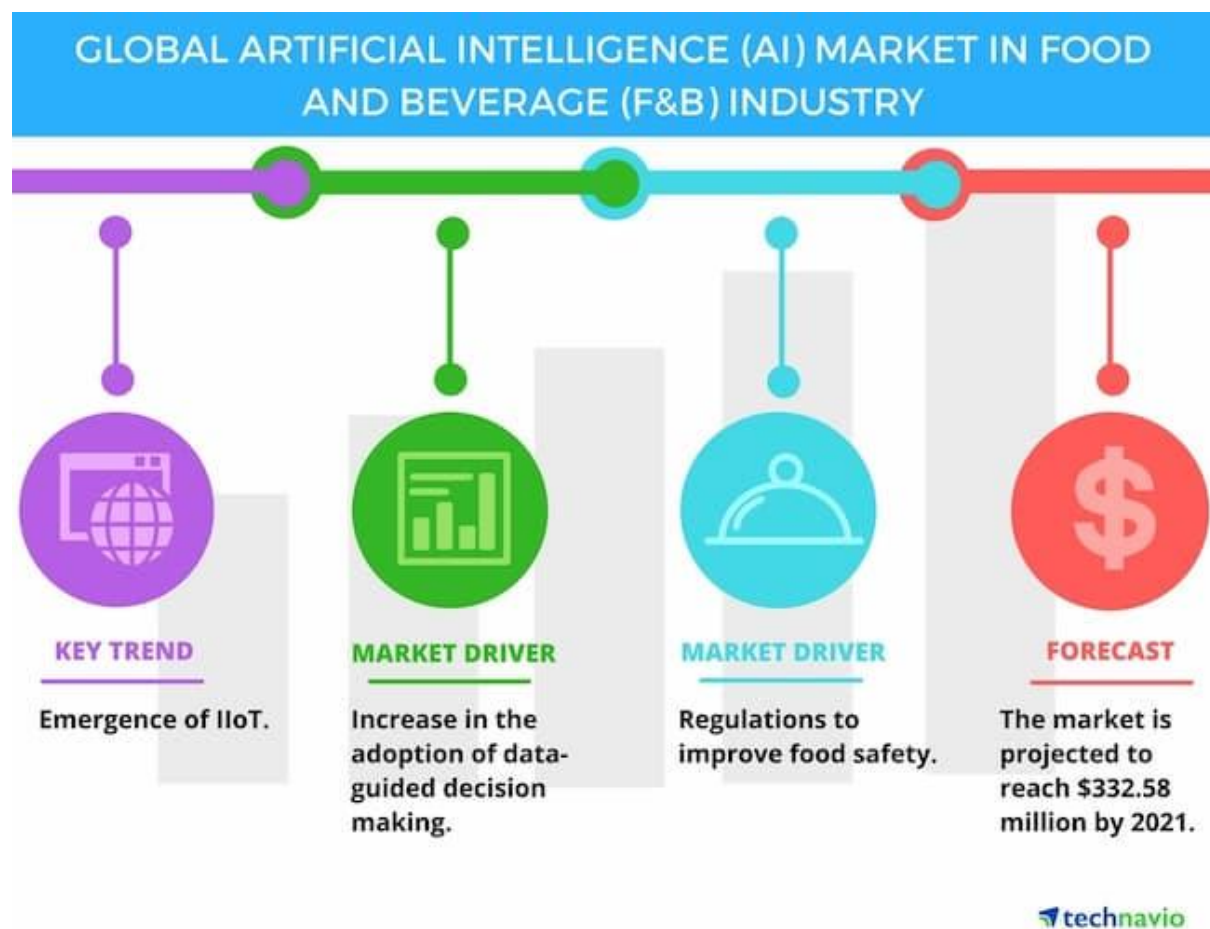 GLOBAL ARTIFICIAL INTELLIGENCE (AI) MARKET IN FOOD
AND BEVERAGE (F&B) INDUSTRY
KEY TREND
Emergence of IIoT.
MARKET DRIVER
Increase in the
adoption of data-
guided decision
making.
MARKET DRIVER
Regulations to
improve food safety.
FORECAST
The market is
projected to
reach $332.58
million by 2021.
technavio